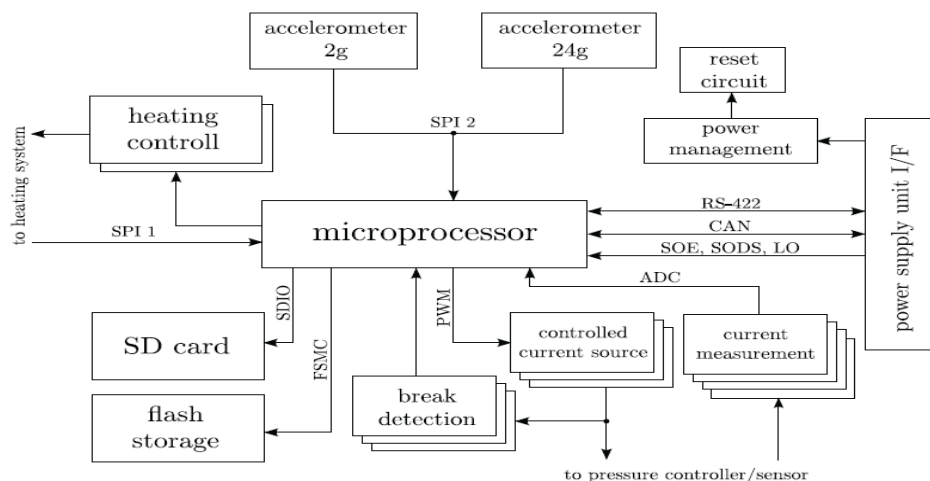 accelerometer
2g
accelerometer
24g
reset
circuit
heating
controll
SPI 2
power
management
to heating system
power supply unit I/F
microprocessor
RS-422
CAN
SOE, SODS, LO
SPI 1
ADC
SDIO
FSMC
PWM
SD card
controlled
current source
current
measurement
flash
storage
break
detection
to pressure controller/sensor